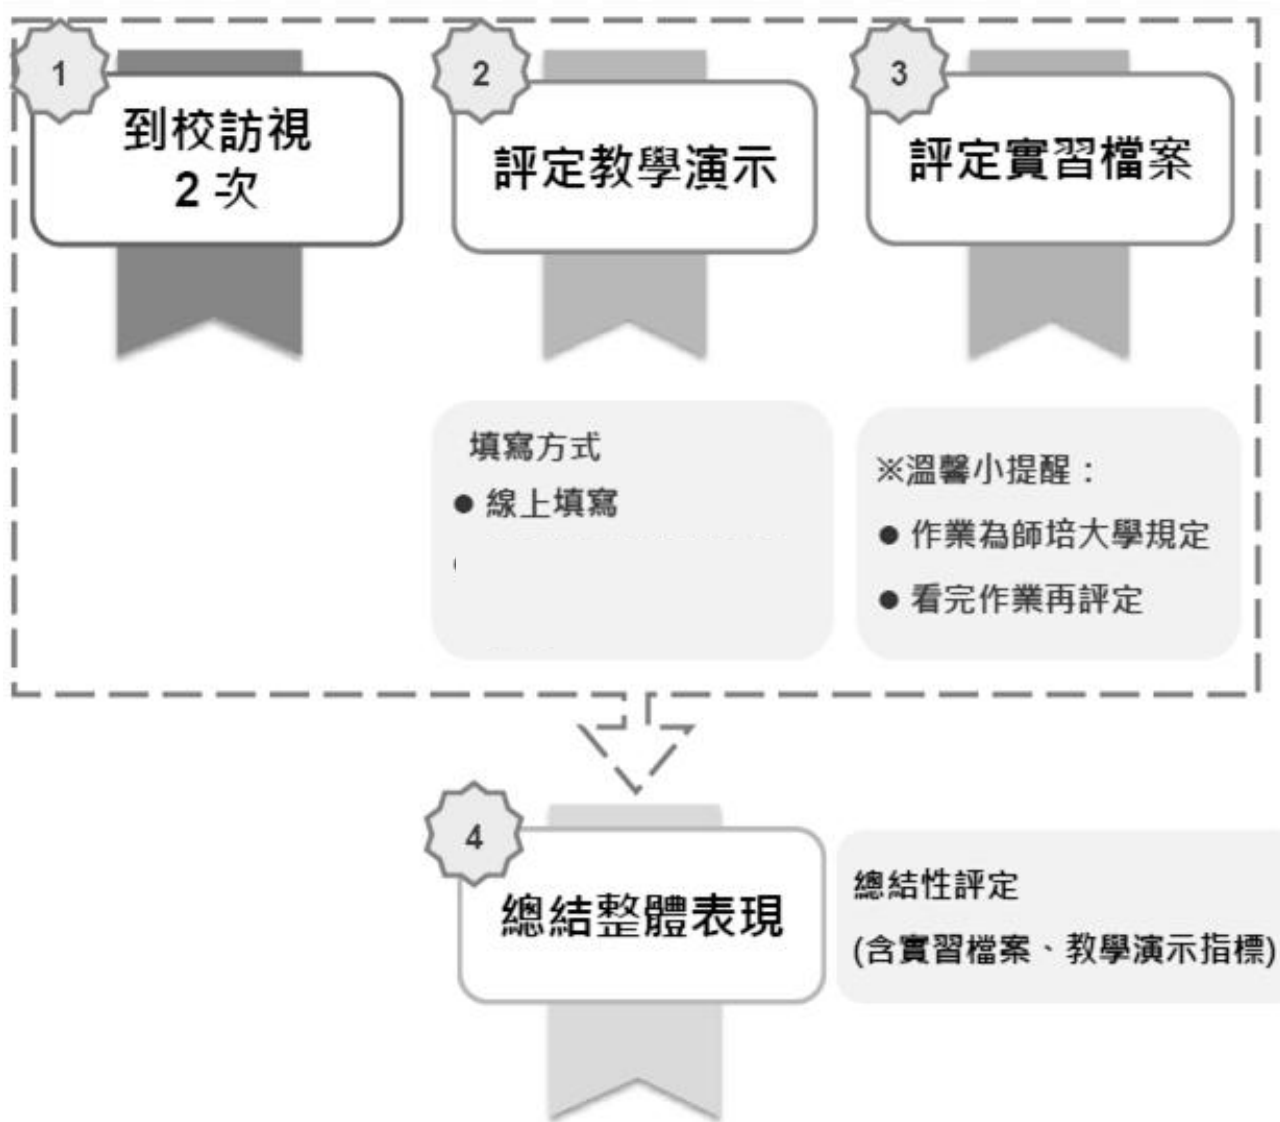 1
到校訪視
2 次
2
評定教學演示
3
評定實習檔案
填寫方式
● 線上填寫
※溫馨小提醒：
● 作業為師培大學規定
● 看完作業再評定
4
總結整體表現
總結性評定
(含實習檔案、教學演示指標)